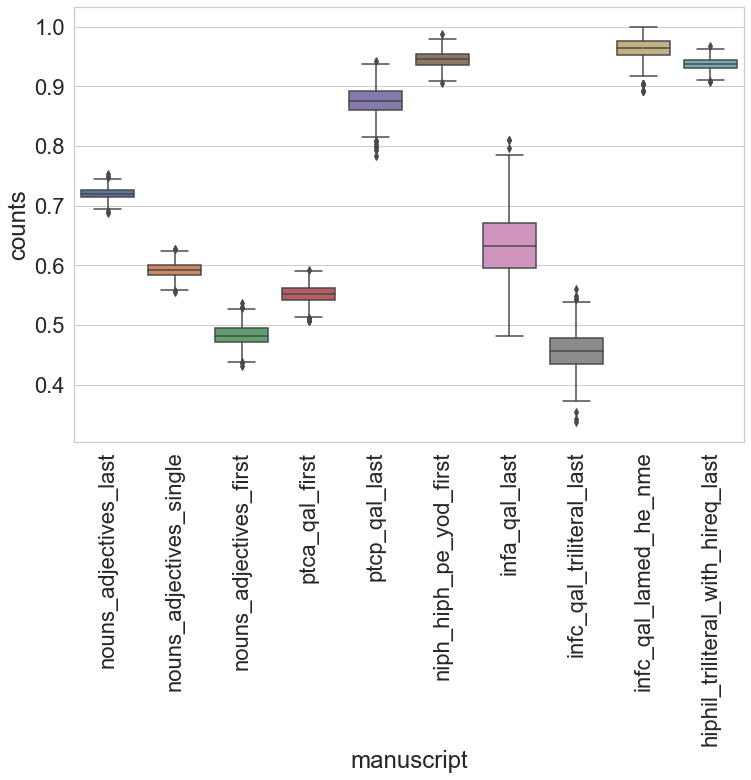 counts
1.0
0.9
0.8
0.7
0.6
0.5
0.4
nouns_adjectives_last
nouns_adjectives_single
nouns_adjectives_first
ptca_qal_first
ptcp_qal_last
niph_hiph_pe_yod_first
infa_qal_last
infc_qal_triliteral_last
infc_qal_lamed_he_nme
hiphil_triliteral_with_hireq_last
manuscript